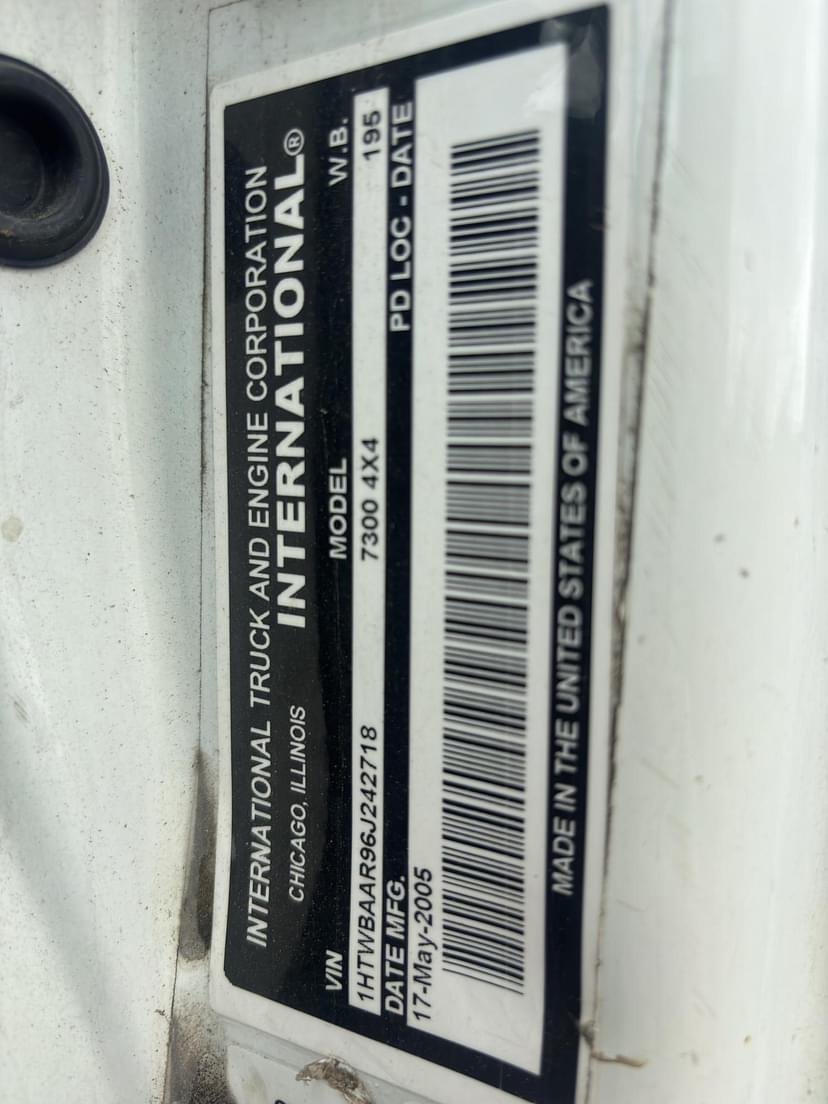 INTERNATIONAL TRUCK AND ENGINE CORPORATION
CHICAGO, ILLINOIS INTERNATIONAL®
VIN MODEL W.B.
1HTWBAAR96J242718 7300 4X4 195
DATE MFG. PD LOC - DATE
17-May-2005
MADE IN THE UNITED STATES OF AMERICA